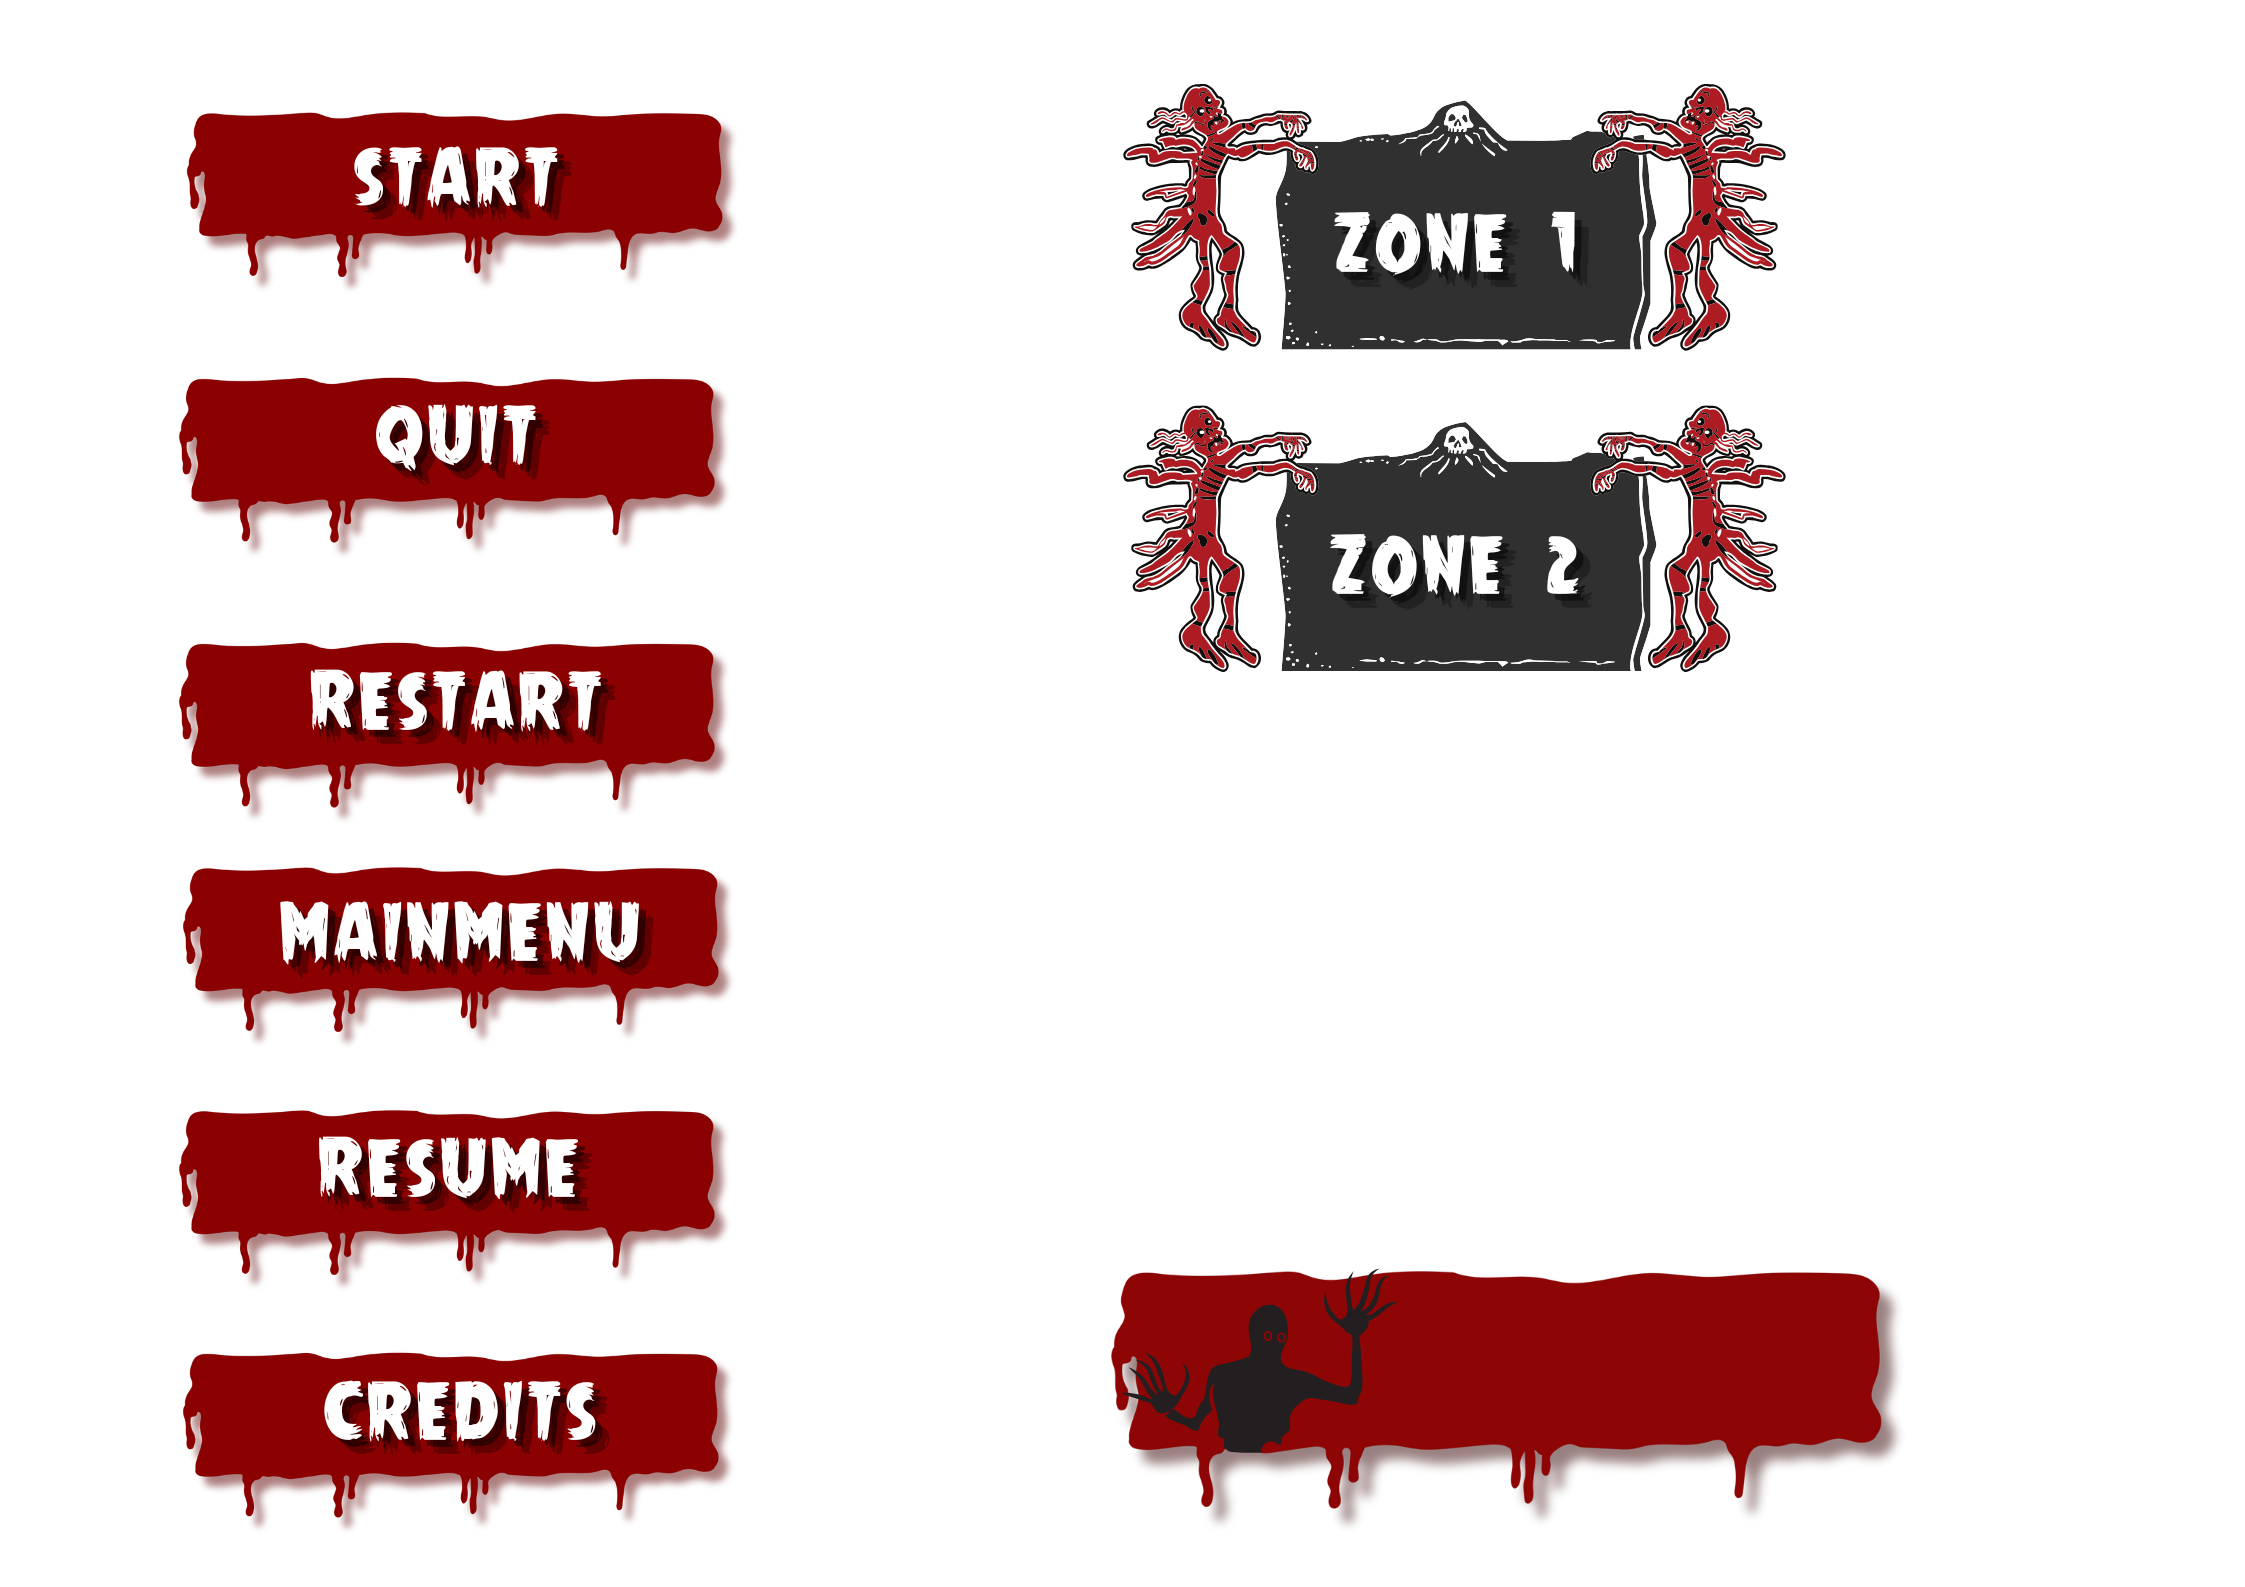 START
QUIT
RESTART
MAINMENU
RESUME
CREDITS
ZONE 1
ZONE 2